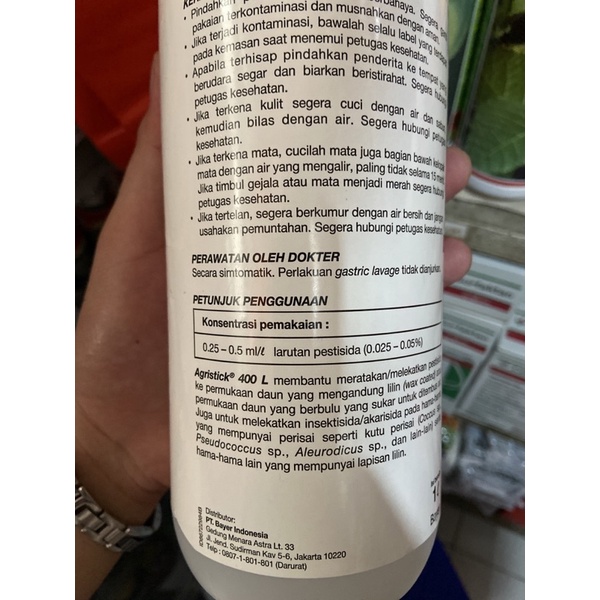 • Pindahkan
pakaian terkontaminasi dan musnahkan dengan aman.
• Jika terjadi kontaminasi, bawalah selalu label yang
pada kemasan saat menemui petugas kesehatan.
• Apabila terhisap pindahkan penderita ke tempat
berudara segar dan biarkan beristirahat. Segera
petugas kesehatan.
• Jika terkena kulit segera cuci dengan air dan
kemudian bilas dengan air. Segera hubungi
kesehatan.
• Jika terkena mata, cucilah mata juga bagian bawah
mata dengan air yang mengalir, paling tidak selama 15
Jika timbul gejala atau mata menjadi merah segera
petugas kesehatan.
• Jika tertelan, segera berkumur dengan air bersih dan
usahakan pemuntahan. Segera hubungi petugas
PERAWATAN OLEH DOKTER
Secara simtomatik. Perlakuan gastric lavage tidak
PETUNJUK PENGGUNAAN
Konsentrasi pemakaian :
0.25 – 0.5 ml/ℓ larutan pestisida (0.025 – 0.05%)
Agristick® 400 L membantu meratakan/melekatkan
ke permukaan daun yang mengandung lilin (wax coated)
permukaan daun yang berbulu yang sukar untuk
Juga untuk melekatkan insektisida/akarisida pada
yang mempunyai perisai seperti kutu perisai (Coccus
Pseudococcus sp., Aleurodicus sp., dan lain-lain)
hama-hama lain yang mempunyai lapisan lilin.
Distributor:
PT. Bayer Indonesia
Gedung Menara Astra Lt. 33
Jl. Jend. Sudirman Kav 5-6, Jakarta 10220
Telp : 0807-1-801-801 (Darurat)